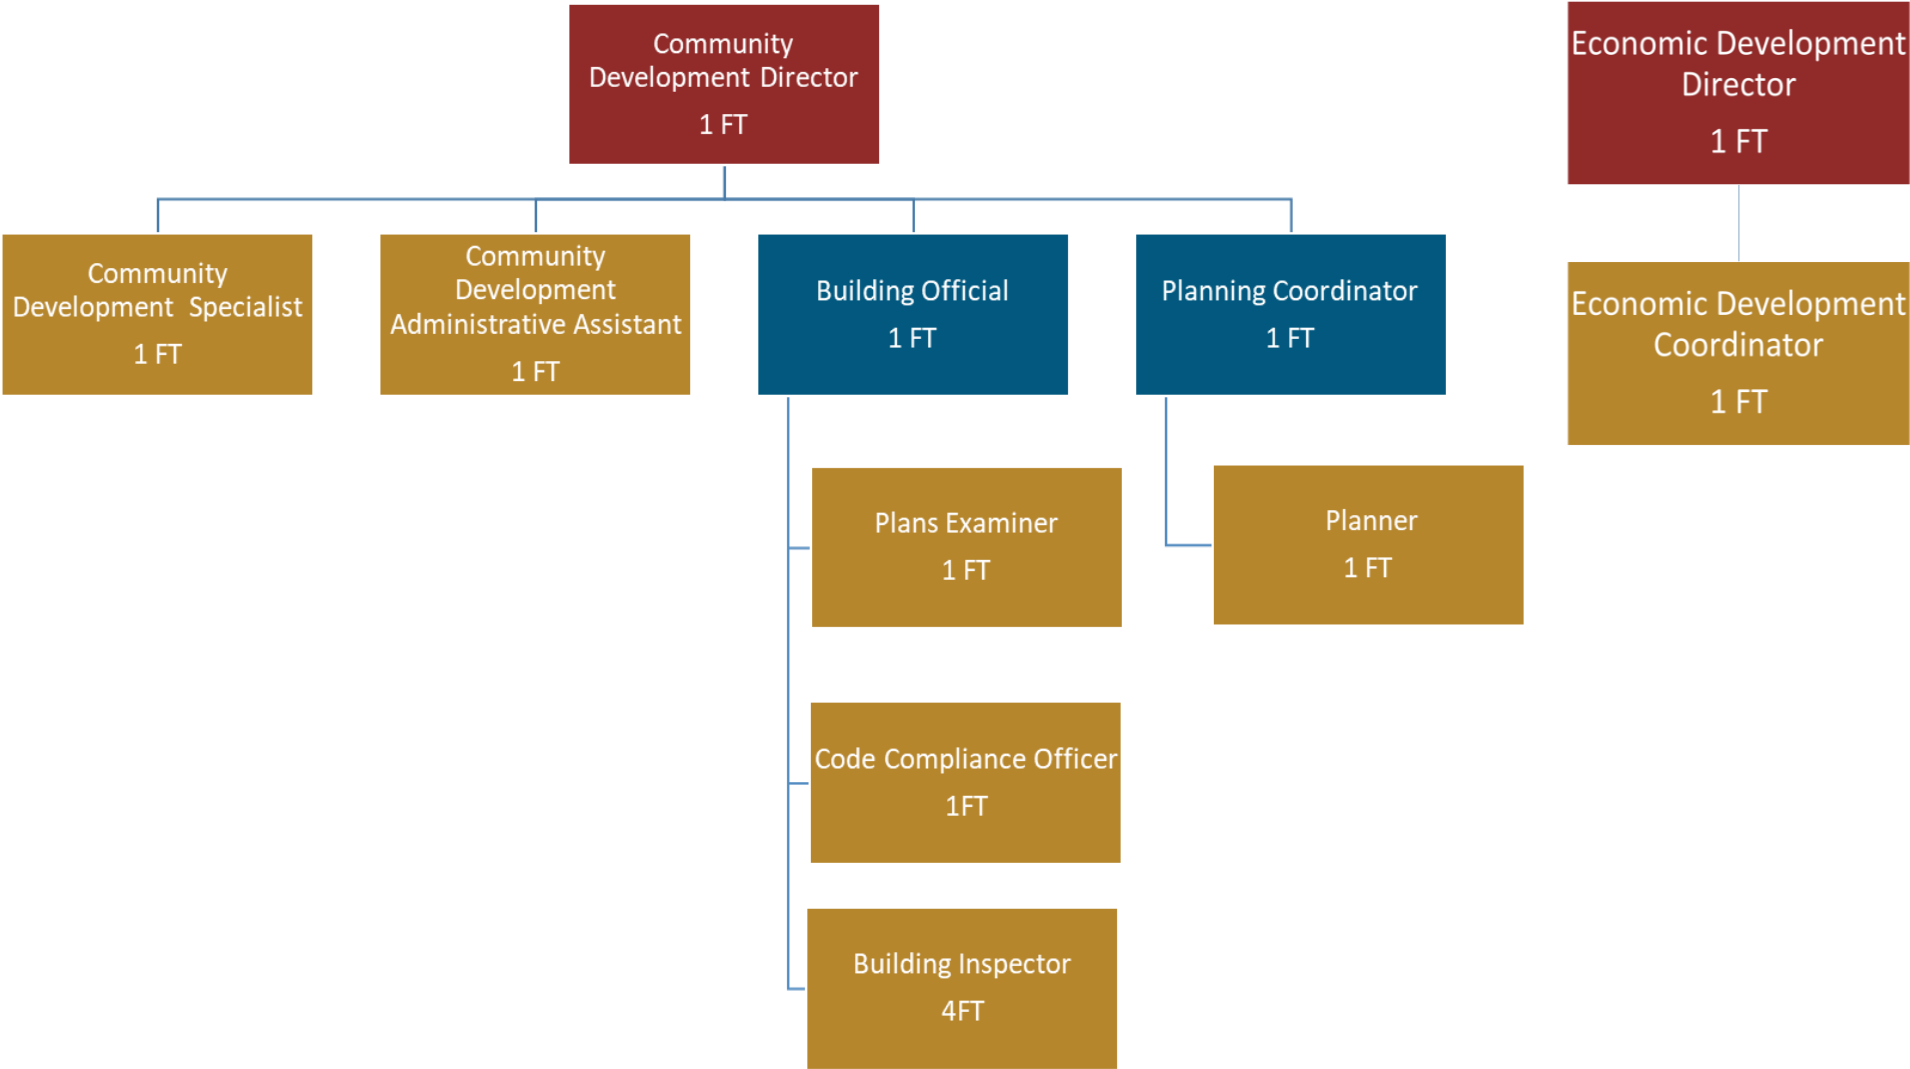 Community
Development Director
1 FT
Economic Development
Director
1 FT
Community
Development Specialist
1 FT
Community
Development
Administrative Assistant
1 FT
Building Official
1 FT
Planning Coordinator
1 FT
Economic Development
Coordinator
1 FT
Plans Examiner
1 FT
Planner
1 FT
Code Compliance Officer
1FT
Building Inspector
4FT